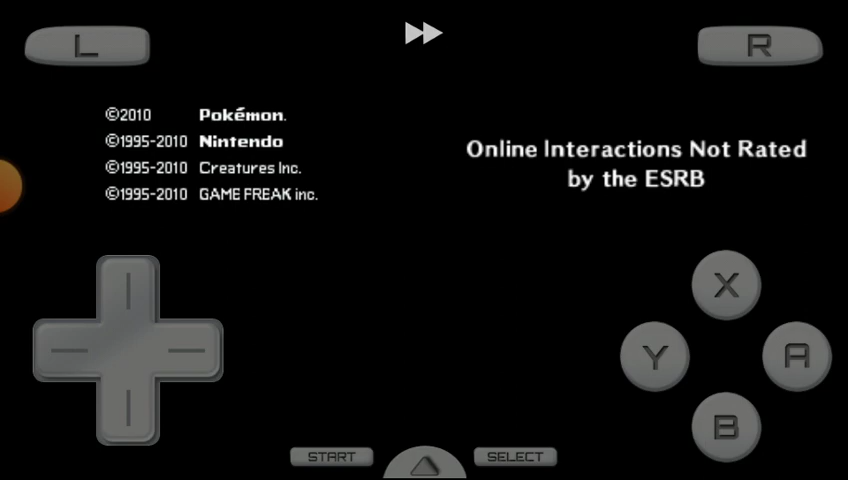 L
R
©2010 Pokémon.
©1995-2010 Nintendo
©1995-2010 Creatures Inc.
©1995-2010 GAME FREAK inc.
Online Interactions Not Rated
by the ESRB
X
Y
A
B
START
SELECT